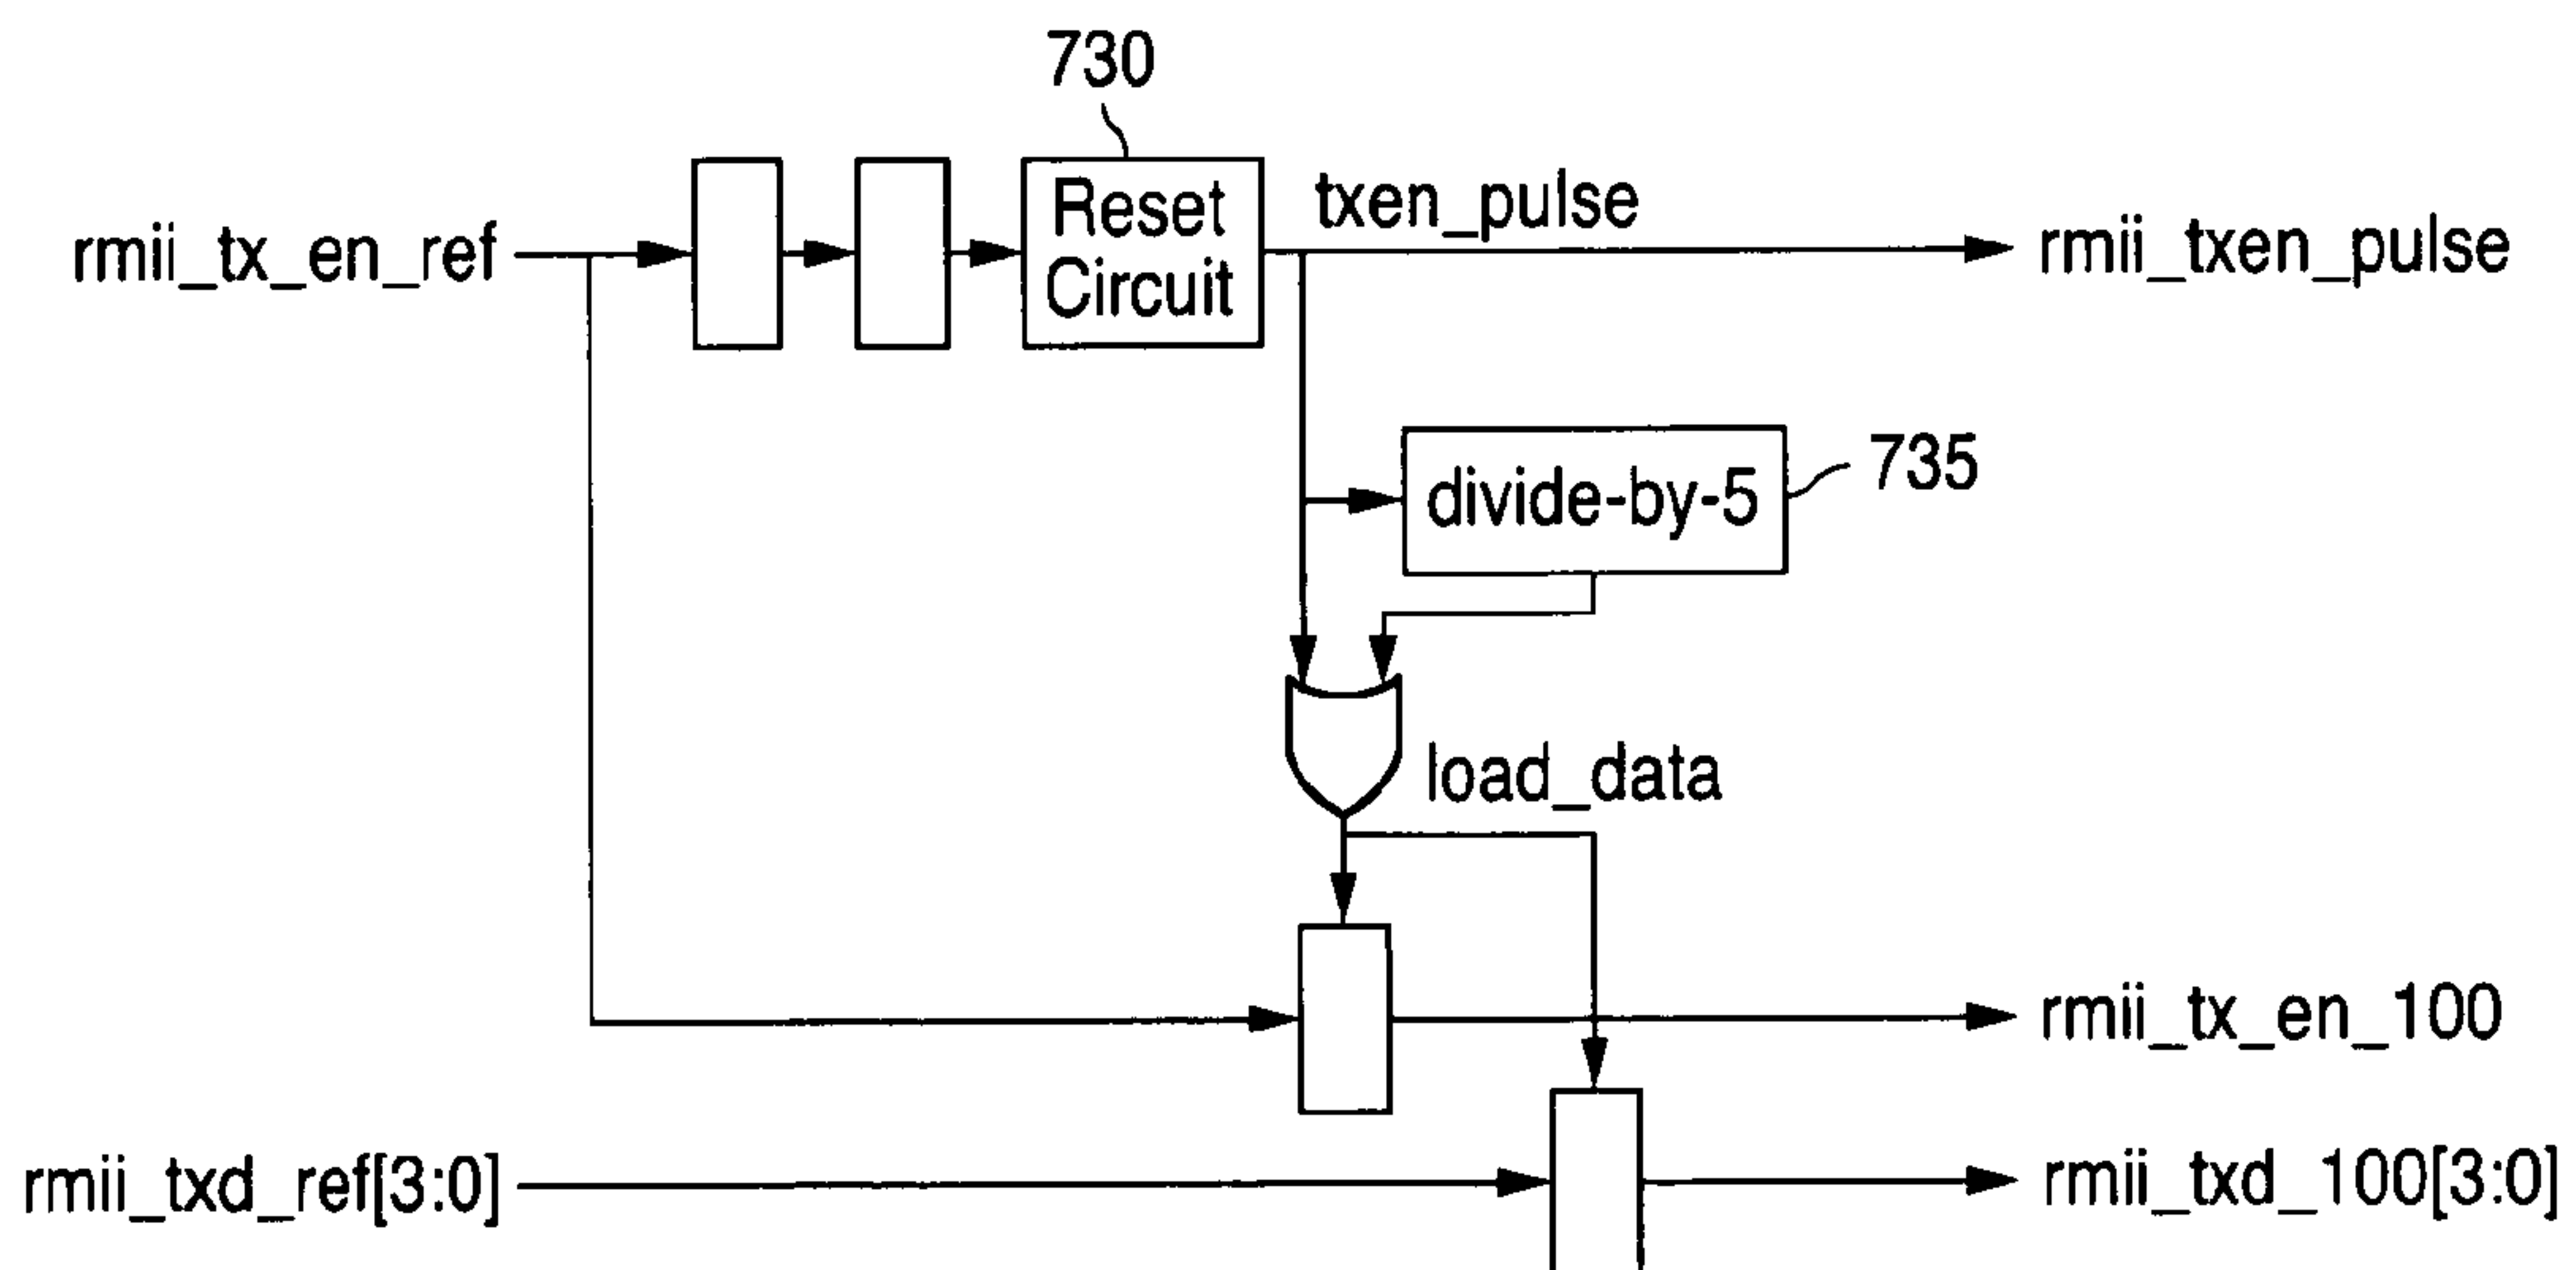 730
rmii_tx_en_ref
Reset
Circuit
txen_pulse
rmii_txen_pulse
divide-by-5
735
load_data
rmii_tx_en_100
rmii_txd_ref[3:0]
rmii_txd_100[3:0]